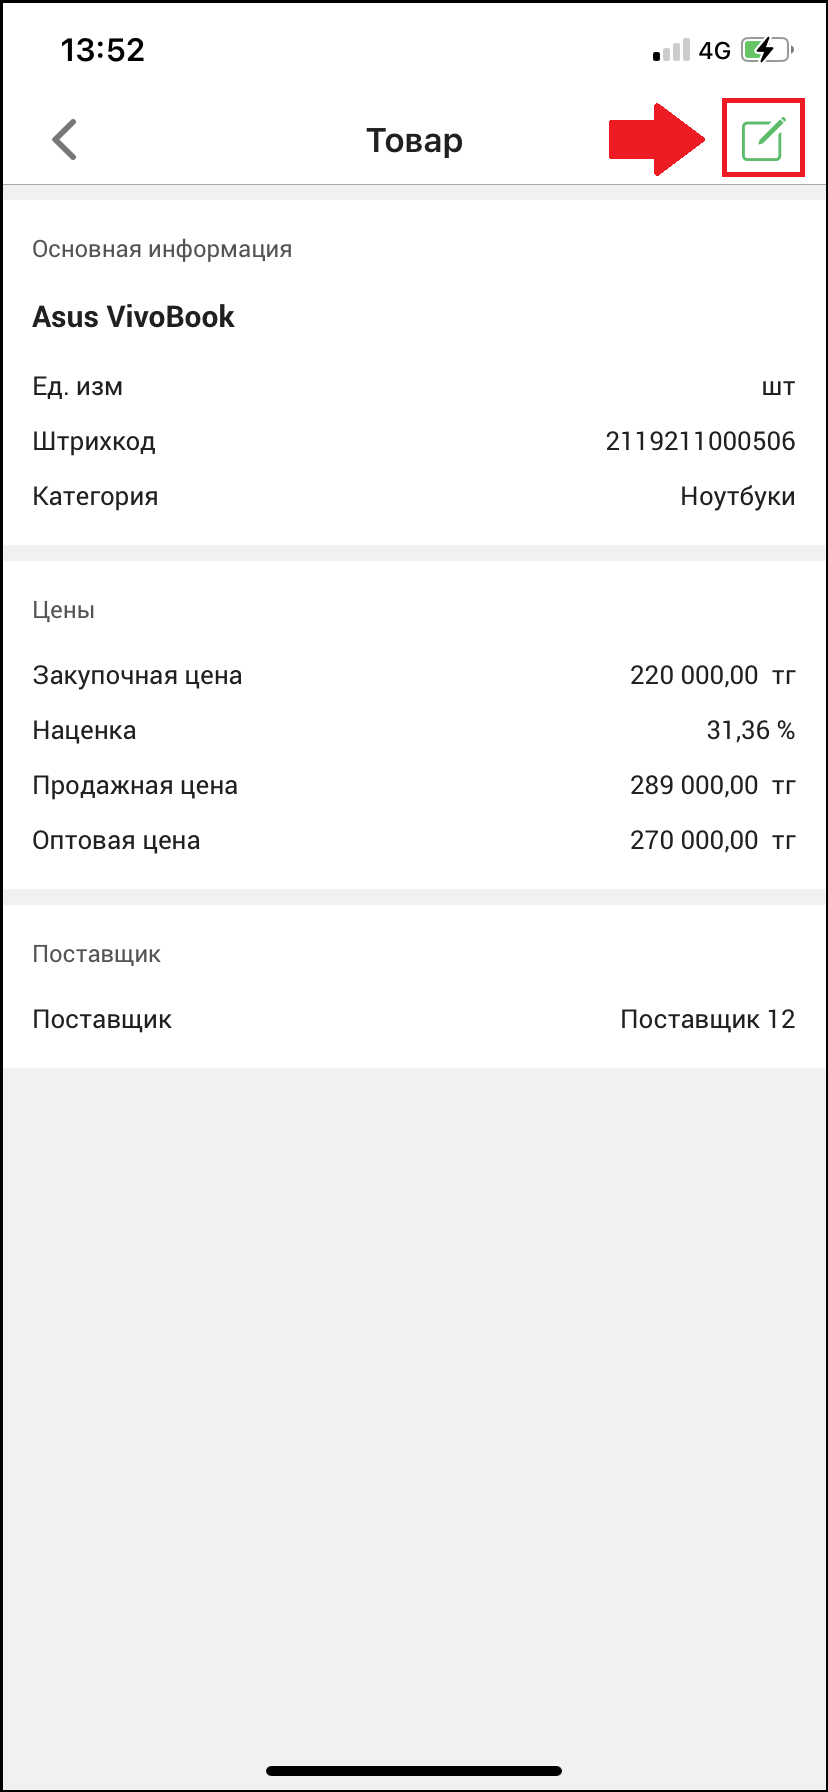 13:52
4G
Товар
Основная информация
Asus VivoBook
Ед. изм шт
Штрихкод 2119211000506
Категория Ноутбуки
Цены
Закупочная цена 220 000,00 тг
Наценка 31,36 %
Продажная цена 289 000,00 тг
Оптовая цена 270 000,00 тг
Поставщик
Поставщик Поставщик 12